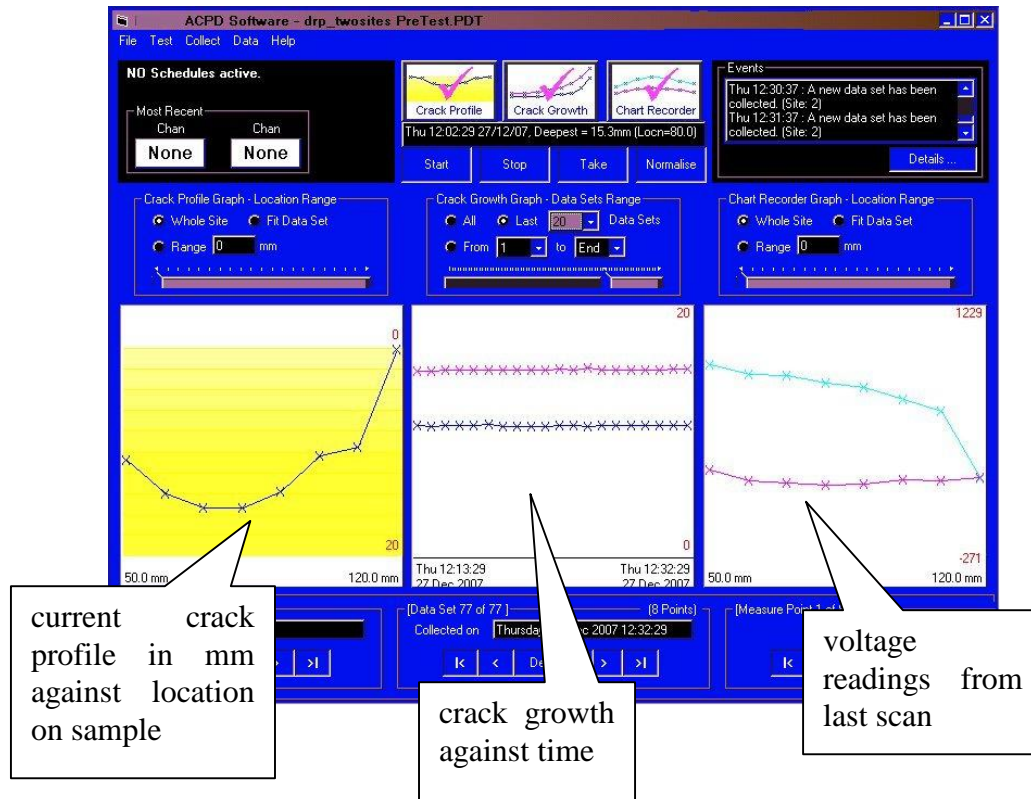 ACPD Software - drp_twosites PreTest.PDT
File Test Collect Data Help
NO Schedules active.
Most Recent
Chan Chan
None None
Crack Profile Crack Growth Chart Recorder
Thu 12:02:29 27/12/07, Deepest = 15.3mm (Locn=80.0)
Start Stop Take Normalise
Events
Thu 12:30:37 : A new data set has been
collected. (Site: 2)
Thu 12:31:37 : A new data set has been
collected. (Site: 2)
Details ...
Crack Profile Graph - Location Range
Whole Site Fit Data Set
Range 0 mm
Crack Growth Graph - Data Sets Range
All Last 20 Data Sets
From 1 to End
Chart Recorder Graph - Location Range
Whole Site Fit Data Set
Range 0 mm
0
20
50.0 mm 120.0 mm
20
0
Thu 12:13:29 Thu 12:32:29
27 Dec 2007 27 Dec 2007
1229
-271
50.0 mm 120.0 mm
[Data Set 77 of 77 ] (8 Points)
Collected on Thursday 2007 12:32:29
[Measure Point 1 of
current crack
profile in mm
against location
on sample
crack growth
against time
voltage
readings from
last scan